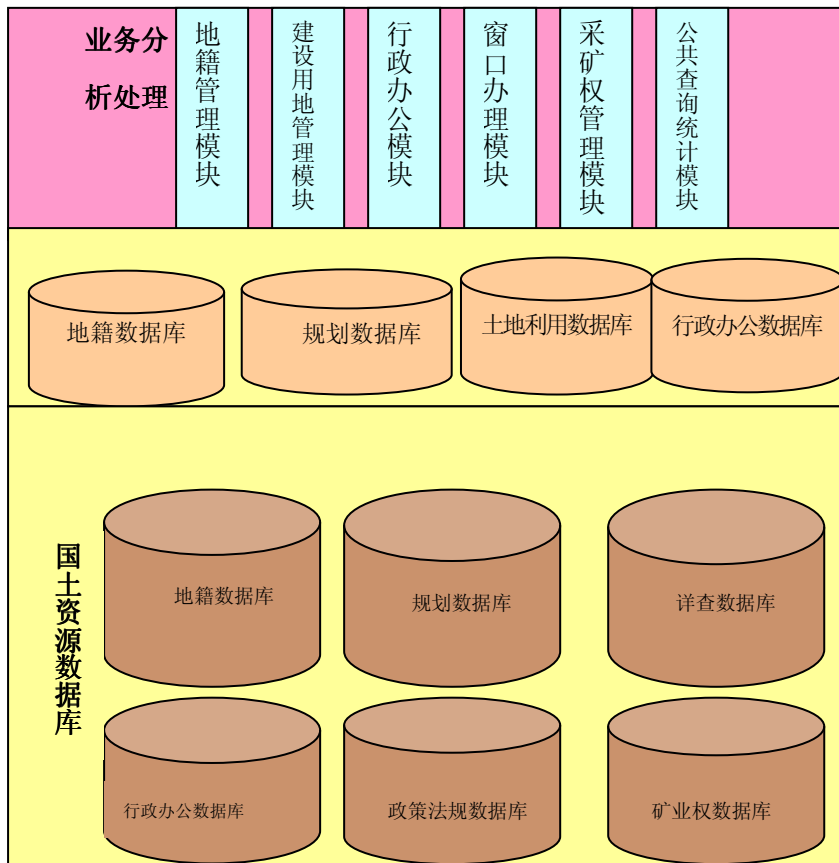 业务分
析处理
地籍管理模块
建设用地管理模块
行政办公模块
窗口办理模块
采矿权管理模块
公共查询统计模块
地籍数据库
规划数据库
土地利用数据库
行政办公数据库
国土资源数据库
地籍数据库
规划数据库
详查数据库
行政办公数据库
政策法规数据库
矿业权数据库